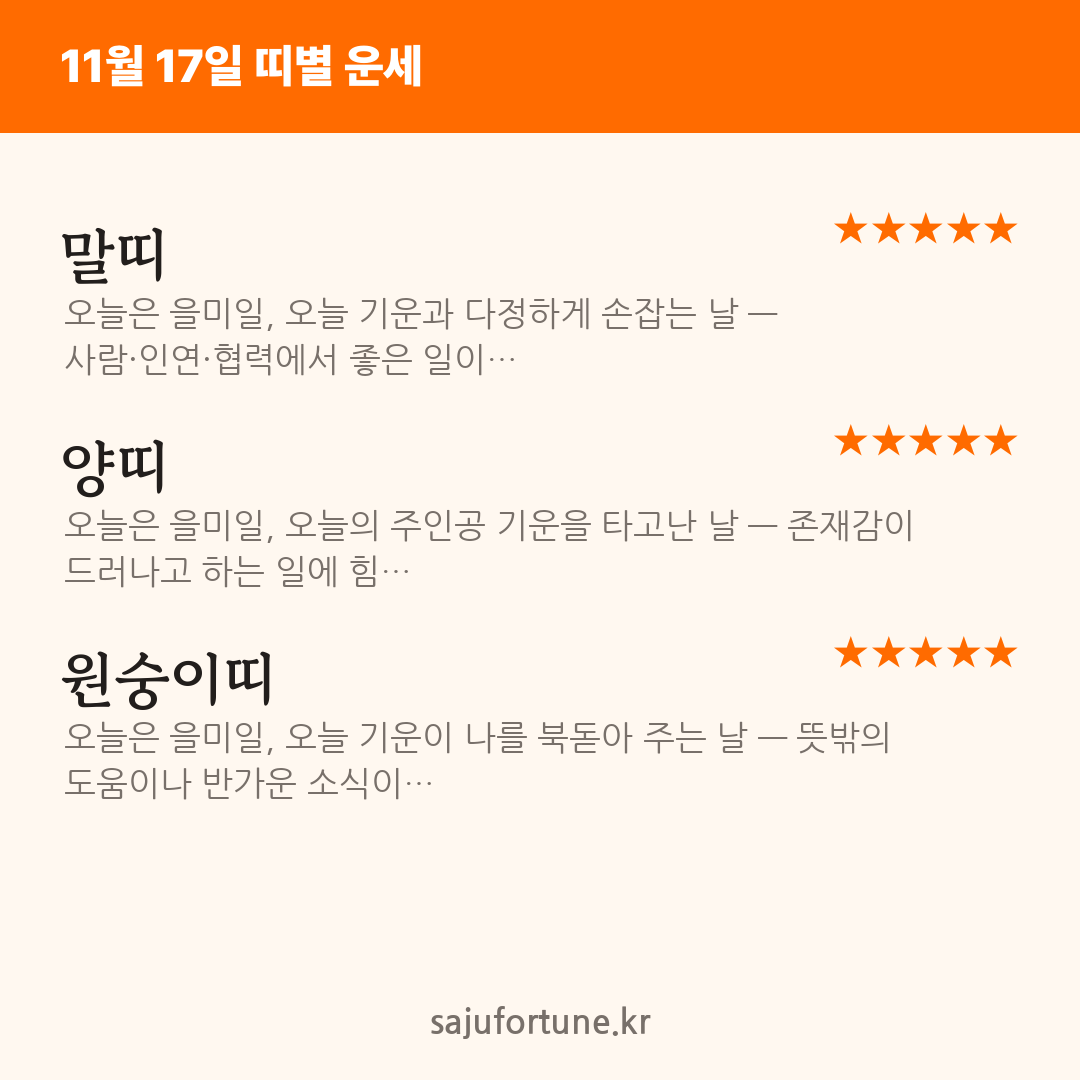 11월 17일 띠별 운세
말띠
★★★★★
오늘은 을미일, 오늘 기운과 다정하게 손잡는 날 —
사람·인연·협력에서 좋은 일이…
양띠
★★★★★
오늘은 을미일, 오늘의 주인공 기운을 타고난 날 — 존재감이
드러나고 하는 일에 힘…
원숭이띠
★★★★★
오늘은 을미일, 오늘 기운이 나를 북돋아 주는 날 — 뜻밖의
도움이나 반가운 소식이…
sajufortune.kr